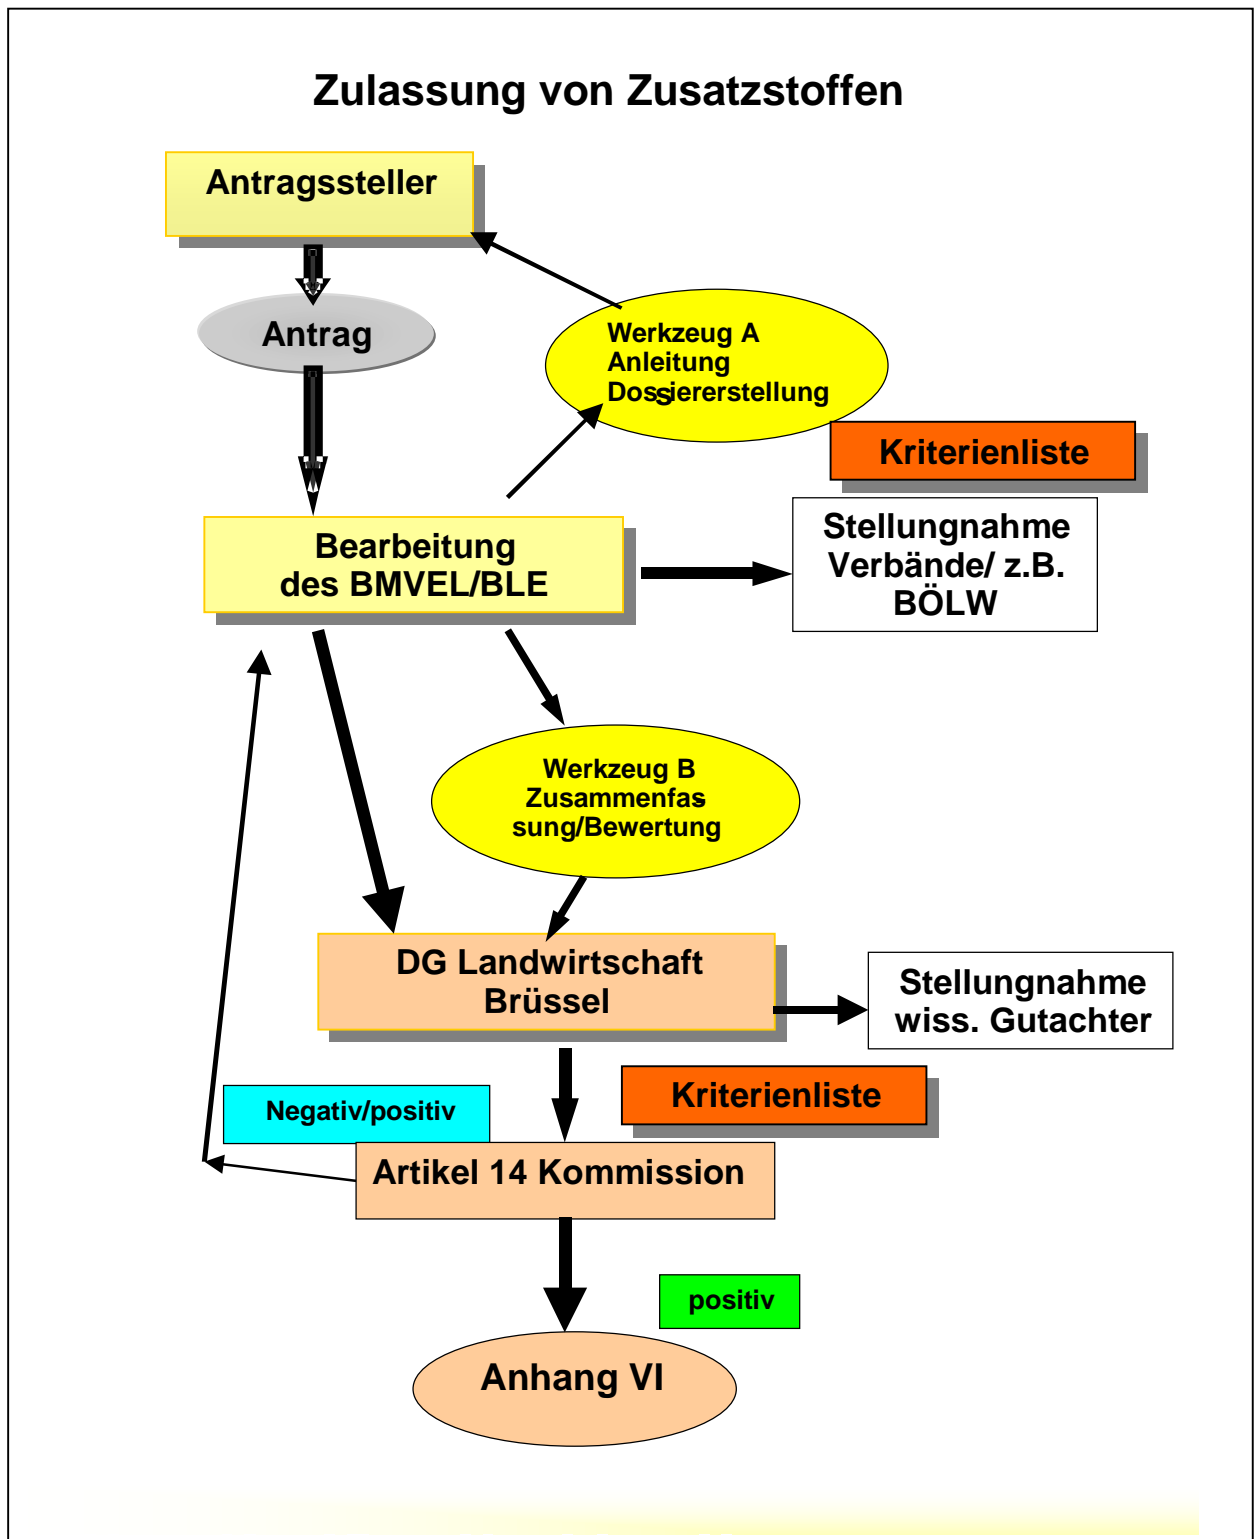 Zulassung von Zusatzstoffen
Antragssteller
Antrag
Werkzeug A
Anleitung
Dossiererstellung
Kriterienliste
Bearbeitung
des BMVEL/BLE
Stellungnahme
Verbände/ z.B.
BÖLW
Werkzeug B
Zusammenfas-
sung/Bewertung
DG Landwirtschaft
Brüssel
Stellungnahme
wiss. Gutachter
Kriterienliste
Negativ/positiv
Artikel 14 Kommission
positiv
Anhang VI